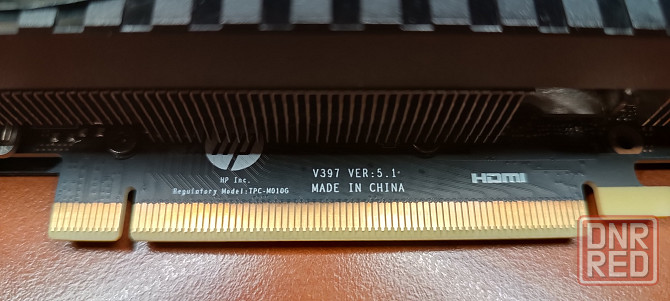 hp
HP Inc.
Regulatory Model:TPC-M010G
V397 VER:5.1
MADE IN CHINA
HDMI
DNR
RED